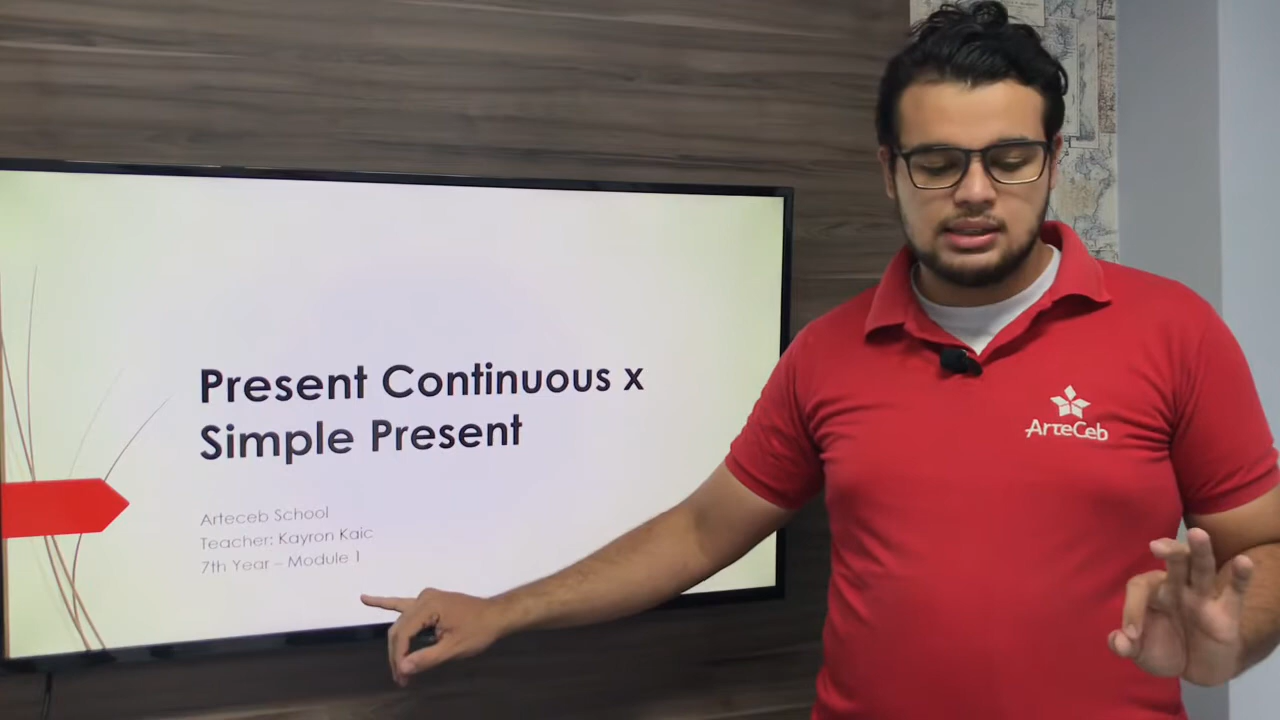 Present Continuous x
Simple Present
Arteceb School
Teacher: Kayron Kaic
7th Year – Module 1
ArteCeb